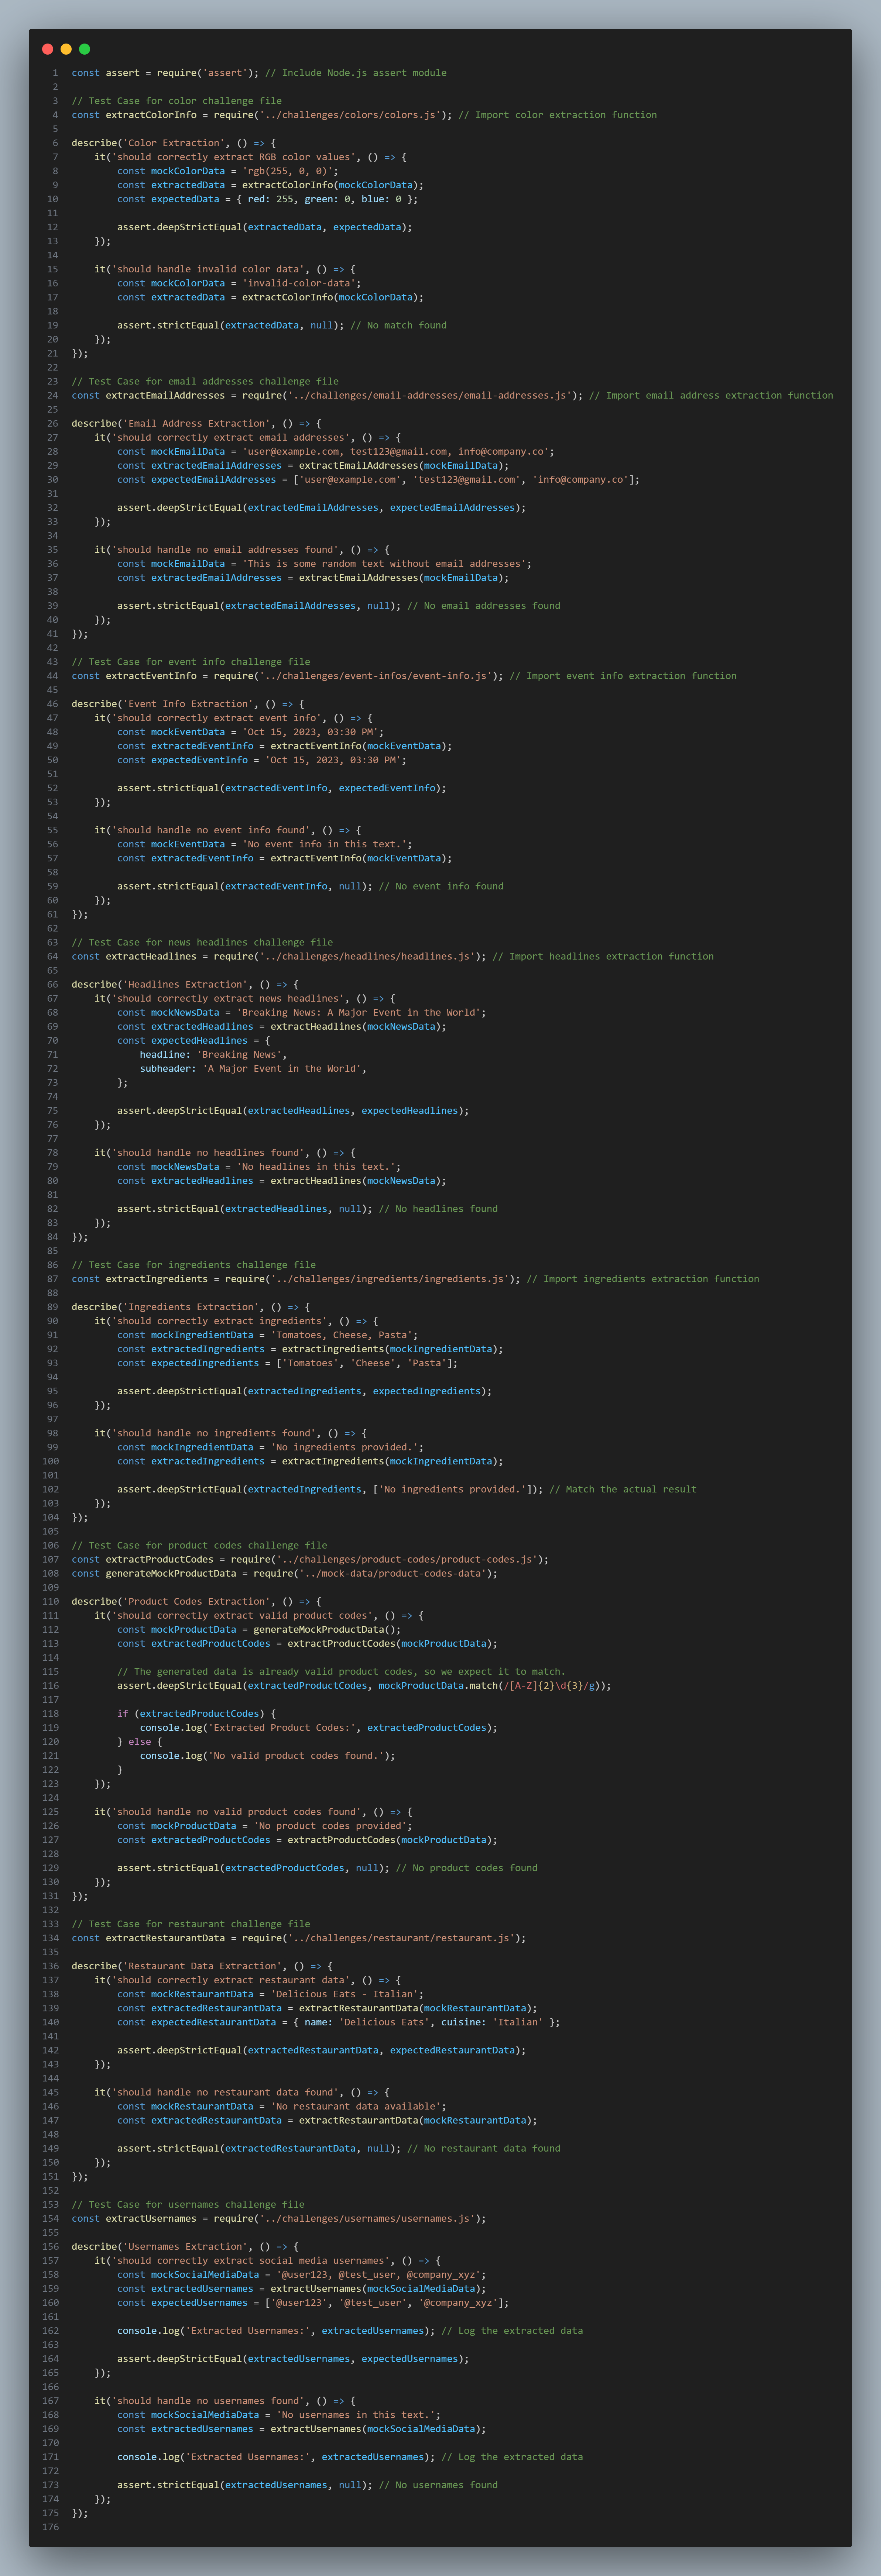 1 const assert = require('assert'); // Include Node.js assert module
2
3 // Test Case for color challenge file
4 const extractColorInfo = require('../challenges/colors/colors.js'); // Import color extraction function
5
6 describe('Color Extraction', () => {
7     it('should correctly extract RGB color values', () => {
8         const mockColorData = 'rgb(255, 0, 0)';
9         const extractedData = extractColorInfo(mockColorData);
10         const expectedData = { red: 255, green: 0, blue: 0 };
11
12         assert.deepStrictEqual(extractedData, expectedData);
13     });
14
15     it('should handle invalid color data', () => {
16         const mockColorData = 'invalid-color-data';
17         const extractedData = extractColorInfo(mockColorData);
18
19         assert.strictEqual(extractedData, null); // No match found
20     });
21 });
22
23 // Test Case for email addresses challenge file
24 const extractEmailAddresses = require('../challenges/email-addresses/email-addresses.js'); // Import email address extraction function
25
26 describe('Email Address Extraction', () => {
27     it('should correctly extract email addresses', () => {
28         const mockEmailData = 'user@example.com, test123@gmail.com, info@company.co';
29         const extractedEmailAddresses = extractEmailAddresses(mockEmailData);
30         const expectedEmailAddresses = ['user@example.com', 'test123@gmail.com', 'info@company.co'];
31
32         assert.deepStrictEqual(extractedEmailAddresses, expectedEmailAddresses);
33     });
34
35     it('should handle no email addresses found', () => {
36         const mockEmailData = 'This is some random text without email addresses';
37         const extractedEmailAddresses = extractEmailAddresses(mockEmailData);
38
39         assert.strictEqual(extractedEmailAddresses, null); // No email addresses found
40     });
41 });
42
43 // Test Case for event info challenge file
44 const extractEventInfo = require('../challenges/event-infos/event-info.js'); // Import event info extraction function
45
46 describe('Event Info Extraction', () => {
47     it('should correctly extract event info', () => {
48         const mockEventData = 'Oct 15, 2023, 03:30 PM';
49         const extractedEventInfo = extractEventInfo(mockEventData);
50         const expectedEventInfo = 'Oct 15, 2023, 03:30 PM';
51
52         assert.strictEqual(extractedEventInfo, expectedEventInfo);
53     });
54
55     it('should handle no event info found', () => {
56         const mockEventData = 'No event info in this text.';
57         const extractedEventInfo = extractEventInfo(mockEventData);
58
59         assert.strictEqual(extractedEventInfo, null); // No event info found
60     });
61 });
62
63 // Test Case for news headlines challenge file
64 const extractHeadlines = require('../challenges/headlines/headlines.js'); // Import headlines extraction function
65
66 describe('Headlines Extraction', () => {
67     it('should correctly extract news headlines', () => {
68         const mockNewsData = 'Breaking News: A Major Event in the World';
69         const extractedHeadlines = extractHeadlines(mockNewsData);
70         const expectedHeadlines = {
71             headline: 'Breaking News',
72             subheader: 'A Major Event in the World',
73         };
74
75         assert.deepStrictEqual(extractedHeadlines, expectedHeadlines);
76     });
77
78     it('should handle no headlines found', () => {
79         const mockNewsData = 'No headlines in this text.';
80         const extractedHeadlines = extractHeadlines(mockNewsData);
81
82         assert.strictEqual(extractedHeadlines, null); // No headlines found
83     });
84 });
85
86 // Test Case for ingredients challenge file
87 const extractIngredients = require('../challenges/ingredients/ingredients.js'); // Import ingredients extraction function
88
89 describe('Ingredients Extraction', () => {
90     it('should correctly extract ingredients', () => {
91         const mockIngredientData = 'Tomatoes, Cheese, Pasta';
92         const extractedIngredients = extractIngredients(mockIngredientData);
93         const expectedIngredients = ['Tomatoes', 'Cheese', 'Pasta'];
94
95         assert.deepStrictEqual(extractedIngredients, expectedIngredients);
96     });
97
98     it('should handle no ingredients found', () => {
99         const mockIngredientData = 'No ingredients provided.';
100         const extractedIngredients = extractIngredients(mockIngredientData);
101
102         assert.deepStrictEqual(extractedIngredients, ['No ingredients provided.']); // Match the actual result
103     });
104 });
105
106 // Test Case for product codes challenge file
107 const extractProductCodes = require('../challenges/product-codes/product-codes.js');
108 const generateMockProductData = require('../mock-data/product-codes-data');
109
110 describe('Product Codes Extraction', () => {
111     it('should correctly extract valid product codes', () => {
112         const mockProductData = generateMockProductData();
113         const extractedProductCodes = extractProductCodes(mockProductData);
114
115         // The generated data is already valid product codes, so we expect it to match.
116         assert.deepStrictEqual(extractedProductCodes, mockProductData.match(/[A-Z]{2}\d{3}/g));
117
118         if (extractedProductCodes) {
119             console.log('Extracted Product Codes:', extractedProductCodes);
120         } else {
121             console.log('No valid product codes found.');
122         }
123     });
124
125     it('should handle no valid product codes found', () => {
126         const mockProductData = 'No product codes provided';
127         const extractedProductCodes = extractProductCodes(mockProductData);
128
129         assert.strictEqual(extractedProductCodes, null); // No product codes found
130     });
131 });
132
133 // Test Case for restaurant challenge file
134 const extractRestaurantData = require('../challenges/restaurant/restaurant.js');
135
136 describe('Restaurant Data Extraction', () => {
137     it('should correctly extract restaurant data', () => {
138         const mockRestaurantData = 'Delicious Eats - Italian';
139         const extractedRestaurantData = extractRestaurantData(mockRestaurantData);
140         const expectedRestaurantData = { name: 'Delicious Eats', cuisine: 'Italian' };
141
142         assert.deepStrictEqual(extractedRestaurantData, expectedRestaurantData);
143     });
144
145     it('should handle no restaurant data found', () => {
146         const mockRestaurantData = 'No restaurant data available';
147         const extractedRestaurantData = extractRestaurantData(mockRestaurantData);
148
149         assert.strictEqual(extractedRestaurantData, null); // No restaurant data found
150     });
151 });
152
153 // Test Case for usernames challenge file
154 const extractUsernames = require('../challenges/usernames/usernames.js');
155
156 describe('Usernames Extraction', () => {
157     it('should correctly extract social media usernames', () => {
158         const mockSocialMediaData = '@user123, @test_user, @company_xyz';
159         const extractedUsernames = extractUsernames(mockSocialMediaData);
160         const expectedUsernames = ['@user123', '@test_user', '@company_xyz'];
161
162         console.log('Extracted Usernames:', extractedUsernames); // Log the extracted data
163
164         assert.deepStrictEqual(extractedUsernames, expectedUsernames);
165     });
166
167     it('should handle no usernames found', () => {
168         const mockSocialMediaData = 'No usernames in this text.';
169         const extractedUsernames = extractUsernames(mockSocialMediaData);
170
171         console.log('Extracted Usernames:', extractedUsernames); // Log the extracted data
172
173         assert.strictEqual(extractedUsernames, null); // No usernames found
174     });
175 });
176